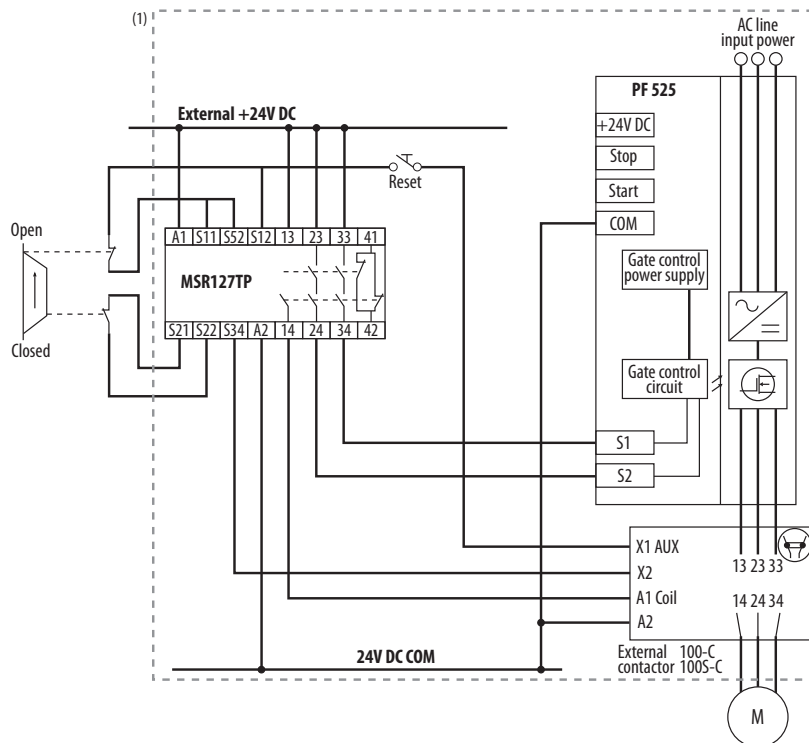 (1)
AC line
input power
PF 525
External +24V DC
+24V DC
Stop
Start
COM
Reset
Open
Closed
A1 S11 S52 S12 13 23 33 41
MSR127TP
S21 S22 S34 A2 14 24 34 42
Gate control
power supply
Gate control
circuit
S1
S2
X1 AUX
X2
A1 Coil
A2
13 23 33
14 24 34
24V DC COM
External 100-C
contactor 100S-C
M